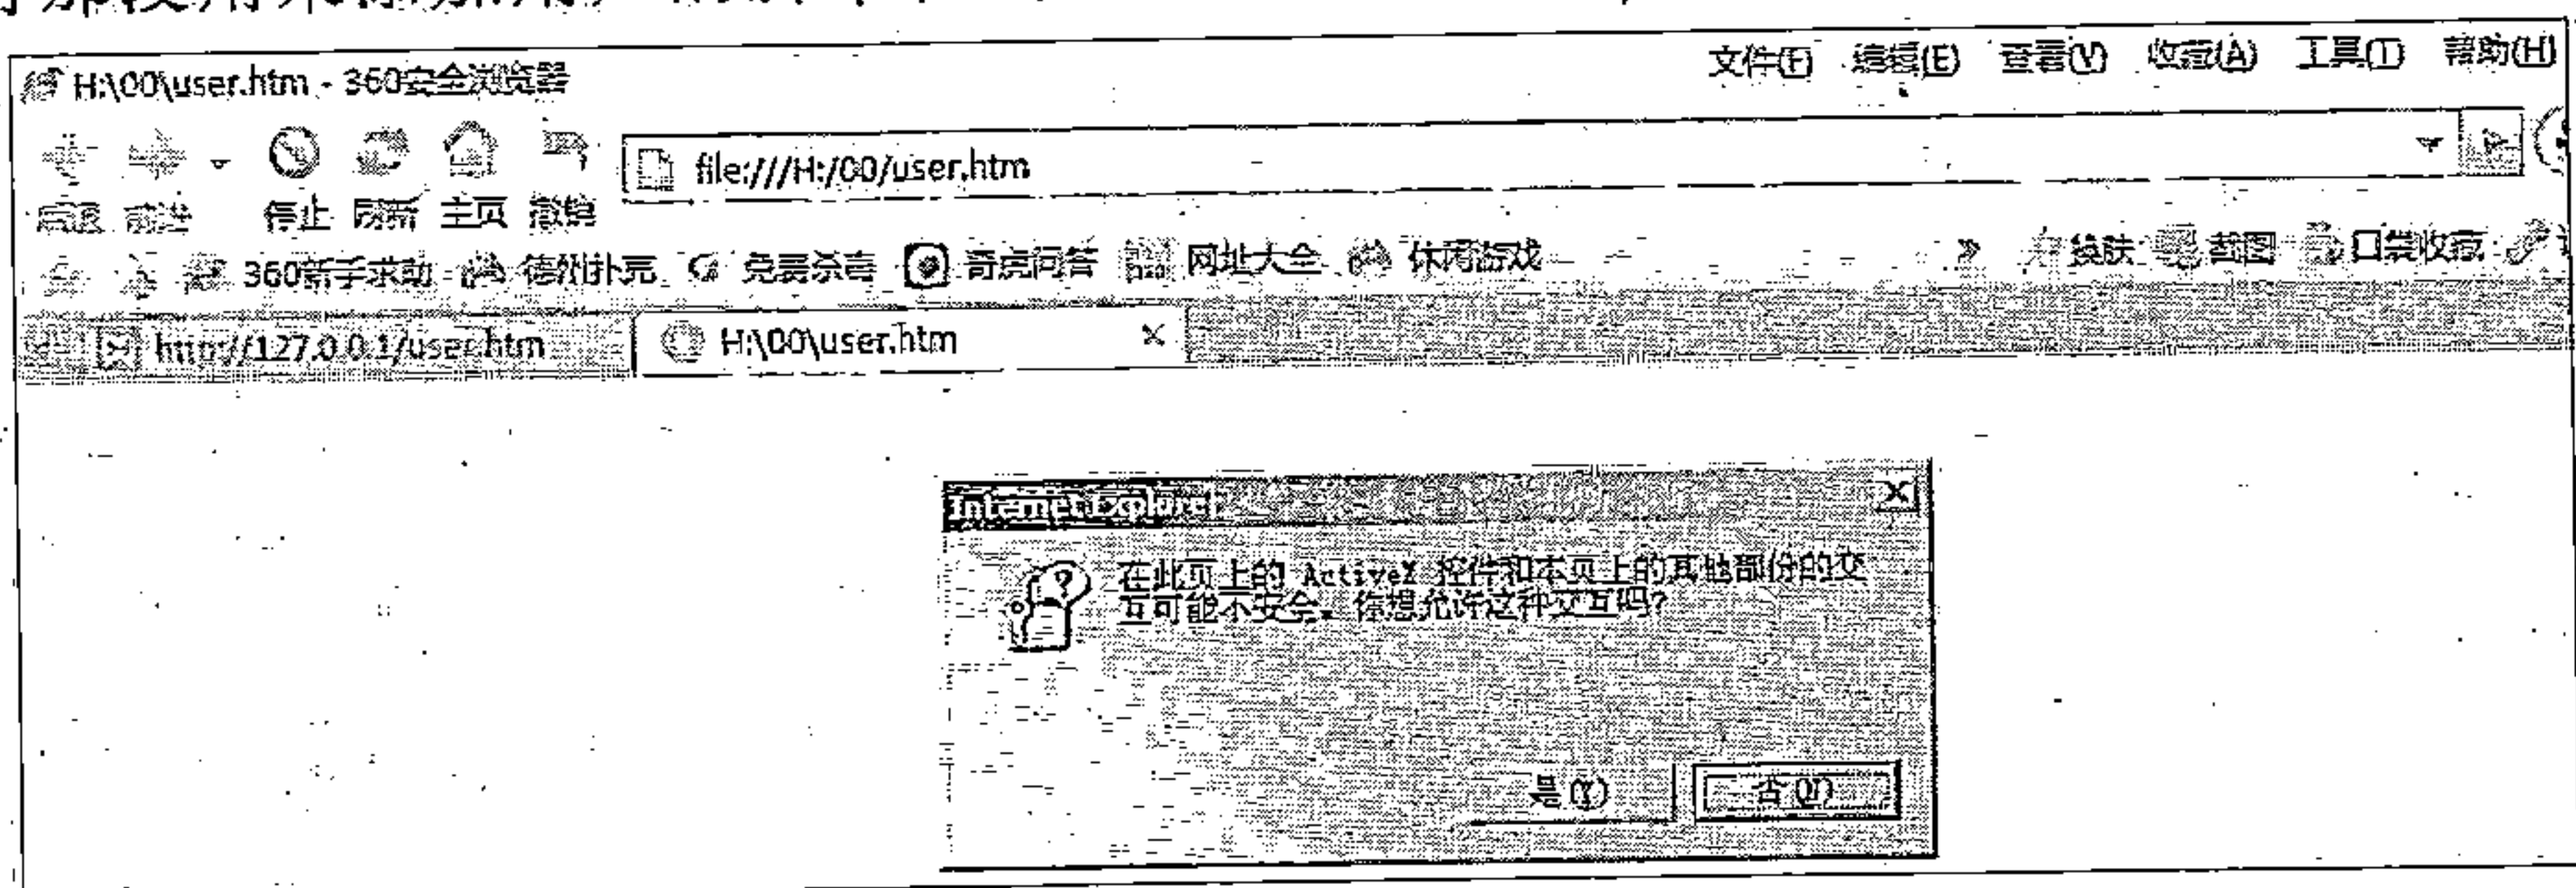 文件(F) 编辑(E) 查看(V) 收藏(A) 工具(T) 帮助(H)
H:\00\user.htm - 360安全浏览器
file:///H:/00/user.htm
后退 前进 停止 刷新 主页 撤销
360新手求助 德州扑克 免费杀毒 奇点问答 网址大全 休闲游戏 » 换肤 截图 口袋收藏
http://127.0.0.1/user.htm H:\00\user.htm
Internet Explorer
在此页上的 ActiveX 控件和本页上的其他部份的交
互可能不安全。你想允许这种交互吗?
是(Y) 否(N)